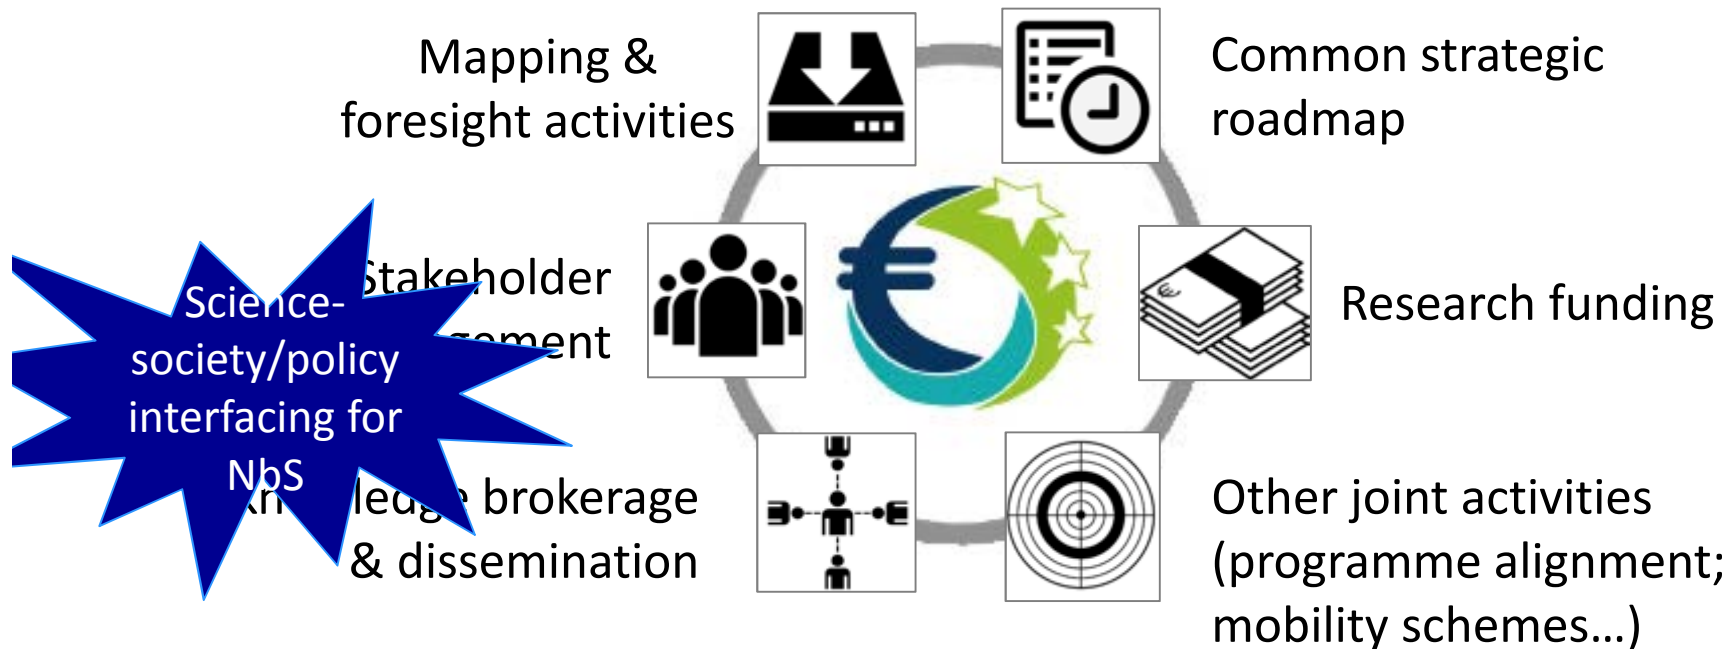 Mapping &
foresight activities
Common strategic
roadmap
Stakeholder
Research funding
Science-
society/policy
interfacing for
NbS
brokerage
& dissemination
Other joint activities
(programme alignment;
mobility schemes...)